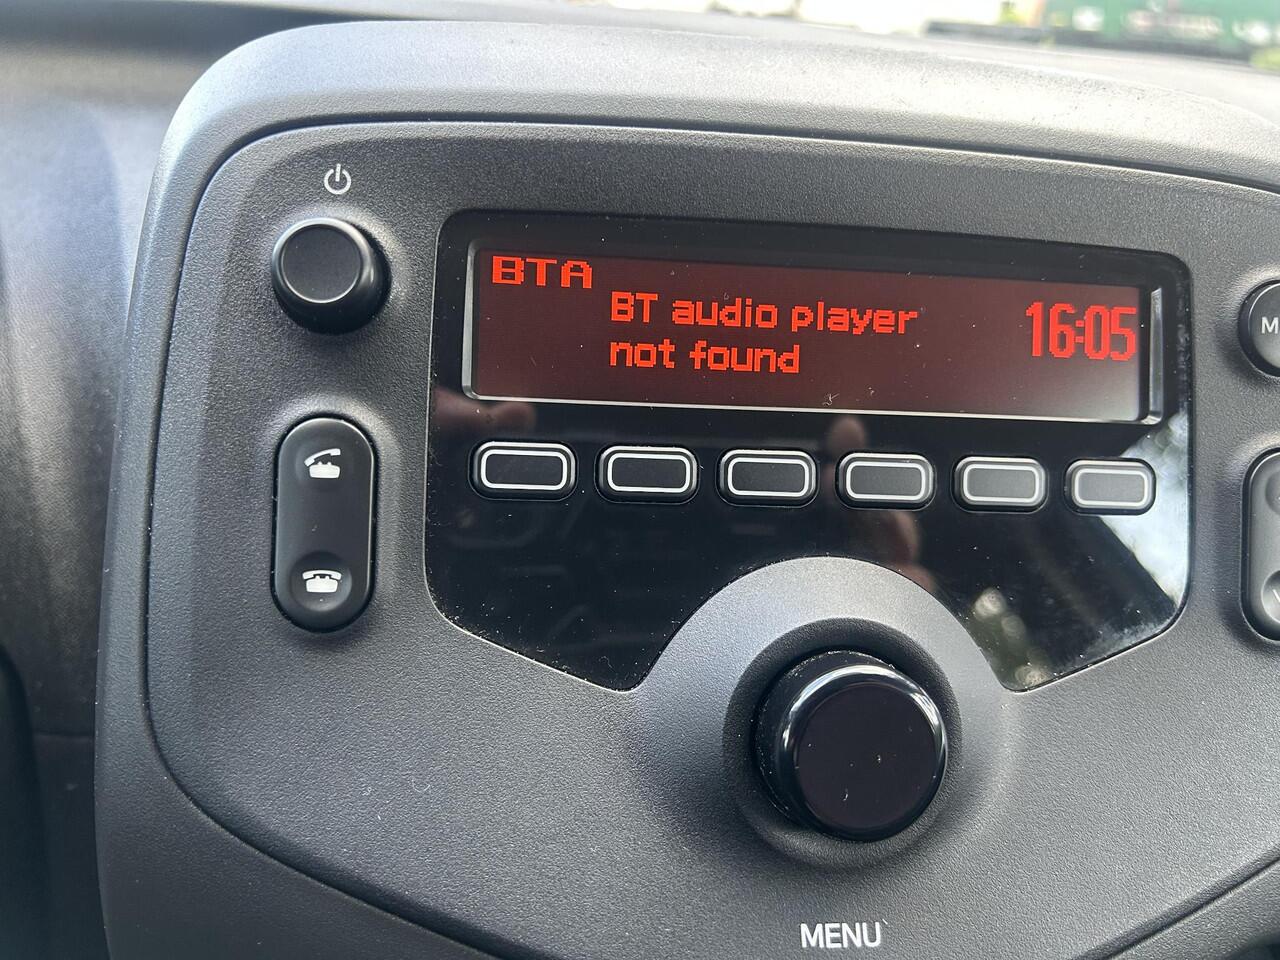 BTA
BT audio player
not found
16:05
M
MENU